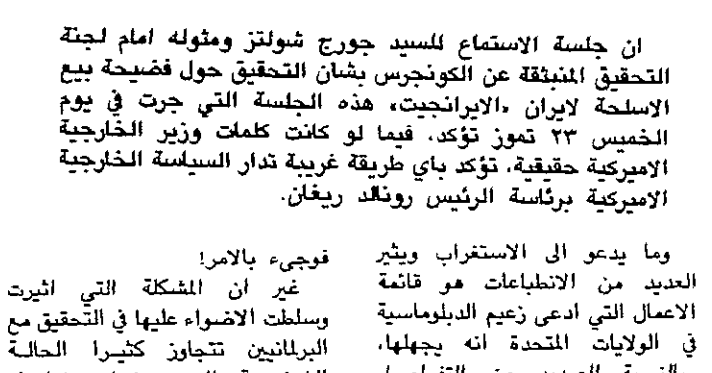 ان جلسة الاستماع للسيد جورج شولتز ومثوله امام لجنة
التحقيق المنبثقة عن الكونجرس بشان التحقيق حول فضيحة بيع
الاسلحة لايران «الايرانجيت» هذه الجلسة التي جرت في يوم
الخميس ٢٣ تموز تؤكد، فيما لو كانت كلمات وزير الخارجية
الاميركية حقيقية، تؤكد باي طريقة غريبة تدار السياسة الخارجية
الاميركية برئاسة الرئيس رونالد ريغان.
وما يدعو الى الاستغراب ويثير
العديد من الانطباعات هو قائمة
الاعمال التي ادعى زعيم الدبلوماسية
في الولايات المتحدة انه يجهلها،
فوجىء بالامر!
غير ان المشكلة التي اثيرت
وسلطت الاضواء عليها في التحقيق مع
البرلمانيين تتجاوز كثيرا الحالة